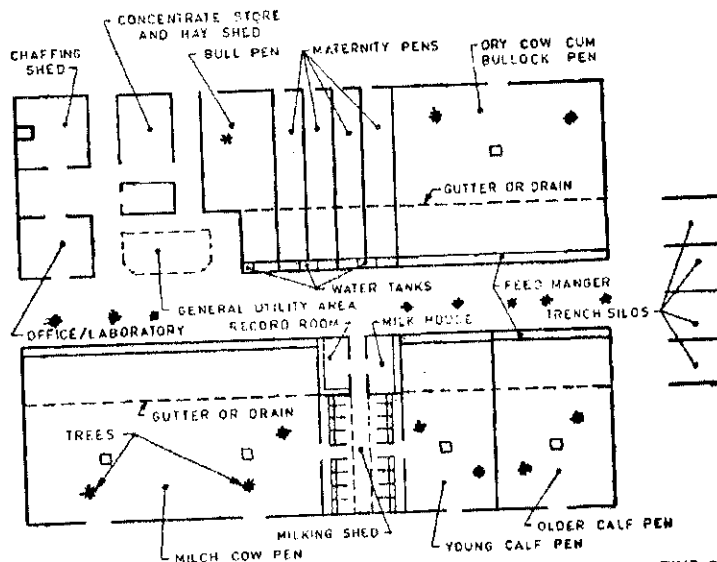 CONCENTRATE STORE
AND HAY SHED
CHAFFING
SHED
BULL PEN
MATERNITY PENS
DRY COW CUM
BULLOCK PEN
GUTTER OR DRAIN
WATER TANKS
FEED MANGER
GENERAL UTILITY AREA
TRENCH SILOS
OFFICE/LABORATORY
RECORD ROOM
MILK HOUSE
GUTTER OR DRAIN
TREES
MILKING SHED
OLDER CALF PEN
MILCH COW PEN
YOUNG CALF PEN